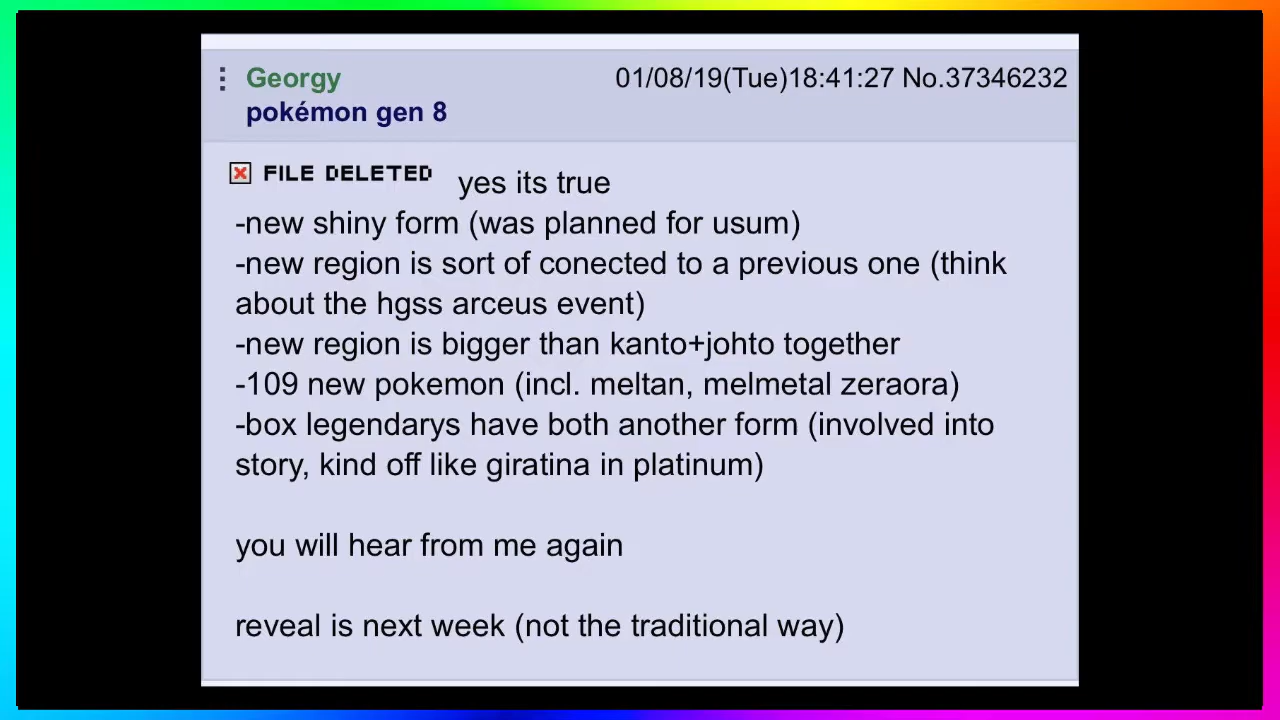 Georgy 01/08/19(Tue)18:41:27 No.37346232
pokémon gen 8
FILE DELETED yes its true
-new shiny form (was planned for usum)
-new region is sort of conected to a previous one (think
about the hgss arceus event)
-new region is bigger than kanto+johto together
-109 new pokemon (incl. meltan, melmetal zeraora)
-box legendarys have both another form (involved into
story, kind off like giratina in platinum)
you will hear from me again
reveal is next week (not the traditional way)